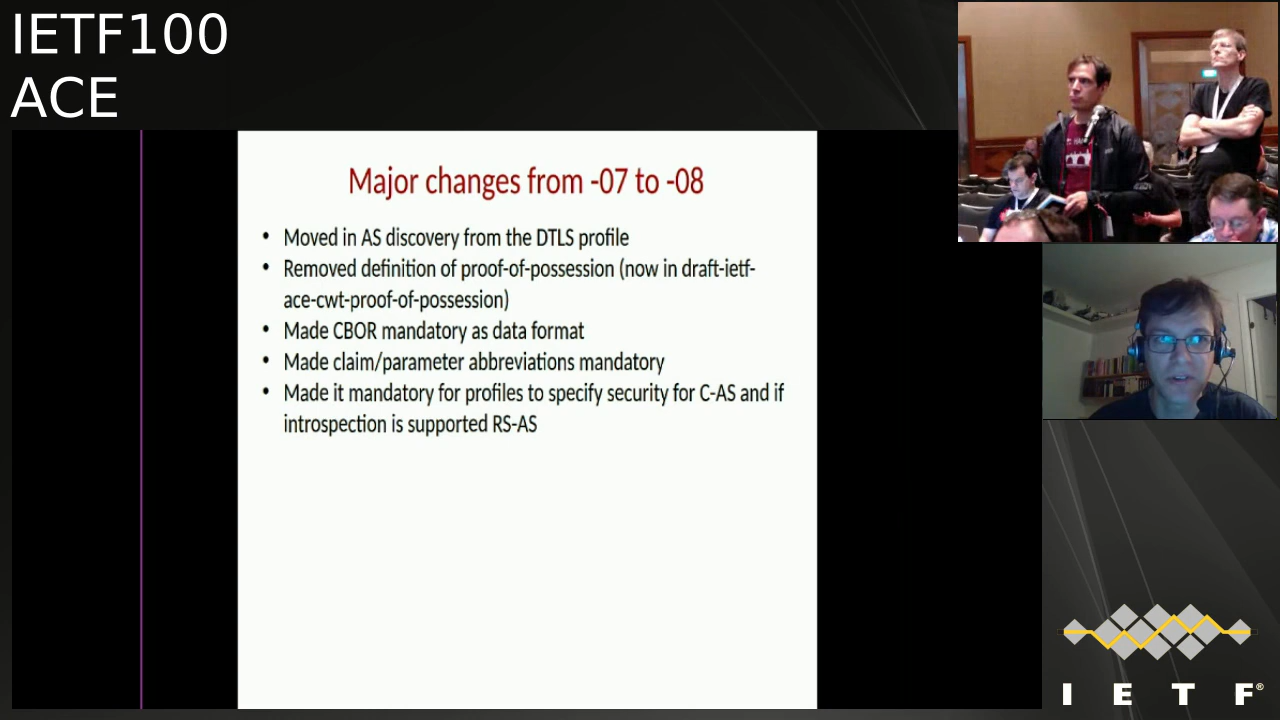 IETF100
ACE
Major changes from -07 to -08
• Moved in AS discovery from the DTLS profile
• Removed definition of proof-of-possession (now in draft-ietf-
ace-cwt-proof-of-possession)
• Made CBOR mandatory as data format
• Made claim/parameter abbreviations mandatory
• Made it mandatory for profiles to specify security for C-AS and if
introspection is supported RS-AS
I E T F®